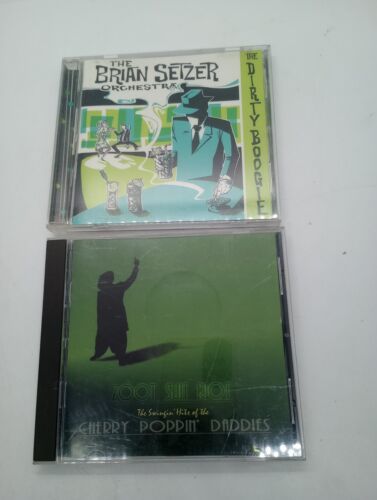 THE
BRIAN SETZER
ORCHESTRA
THE DIRTY BOOGIE
ZOOT SUIT RIOT
The Swingin' Hits of the
CHERRY POPPIN' DADDIES